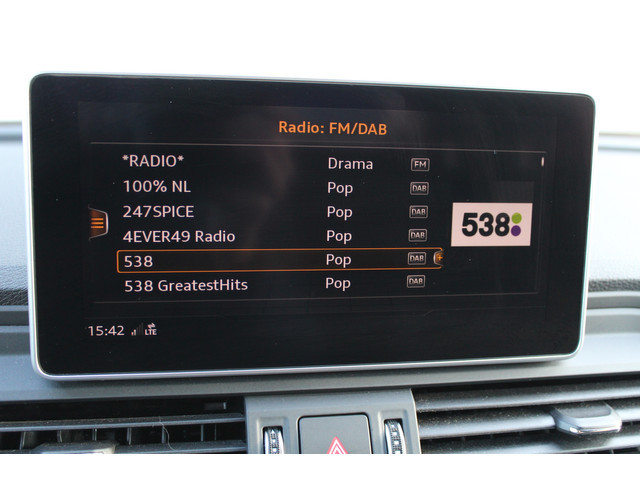 Radio: FM/DAB
*RADIO* Drama FM
100% NL Pop DAB
247SPICE Pop DAB
4EVER49 Radio Pop DAB
538:
538 Pop DAB +
538 GreatestHits Pop DAB
15:42 LTE